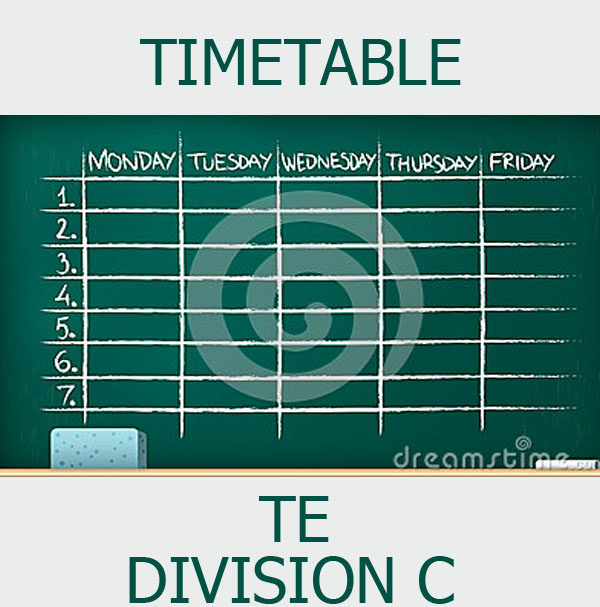 TIMETABLE
MONDAY TUESDAY WEDNESDAY THURSDAY FRIDAY
1.
2.
3.
4.
5.
6.
7.
dreamstime
TE
DIVISION C